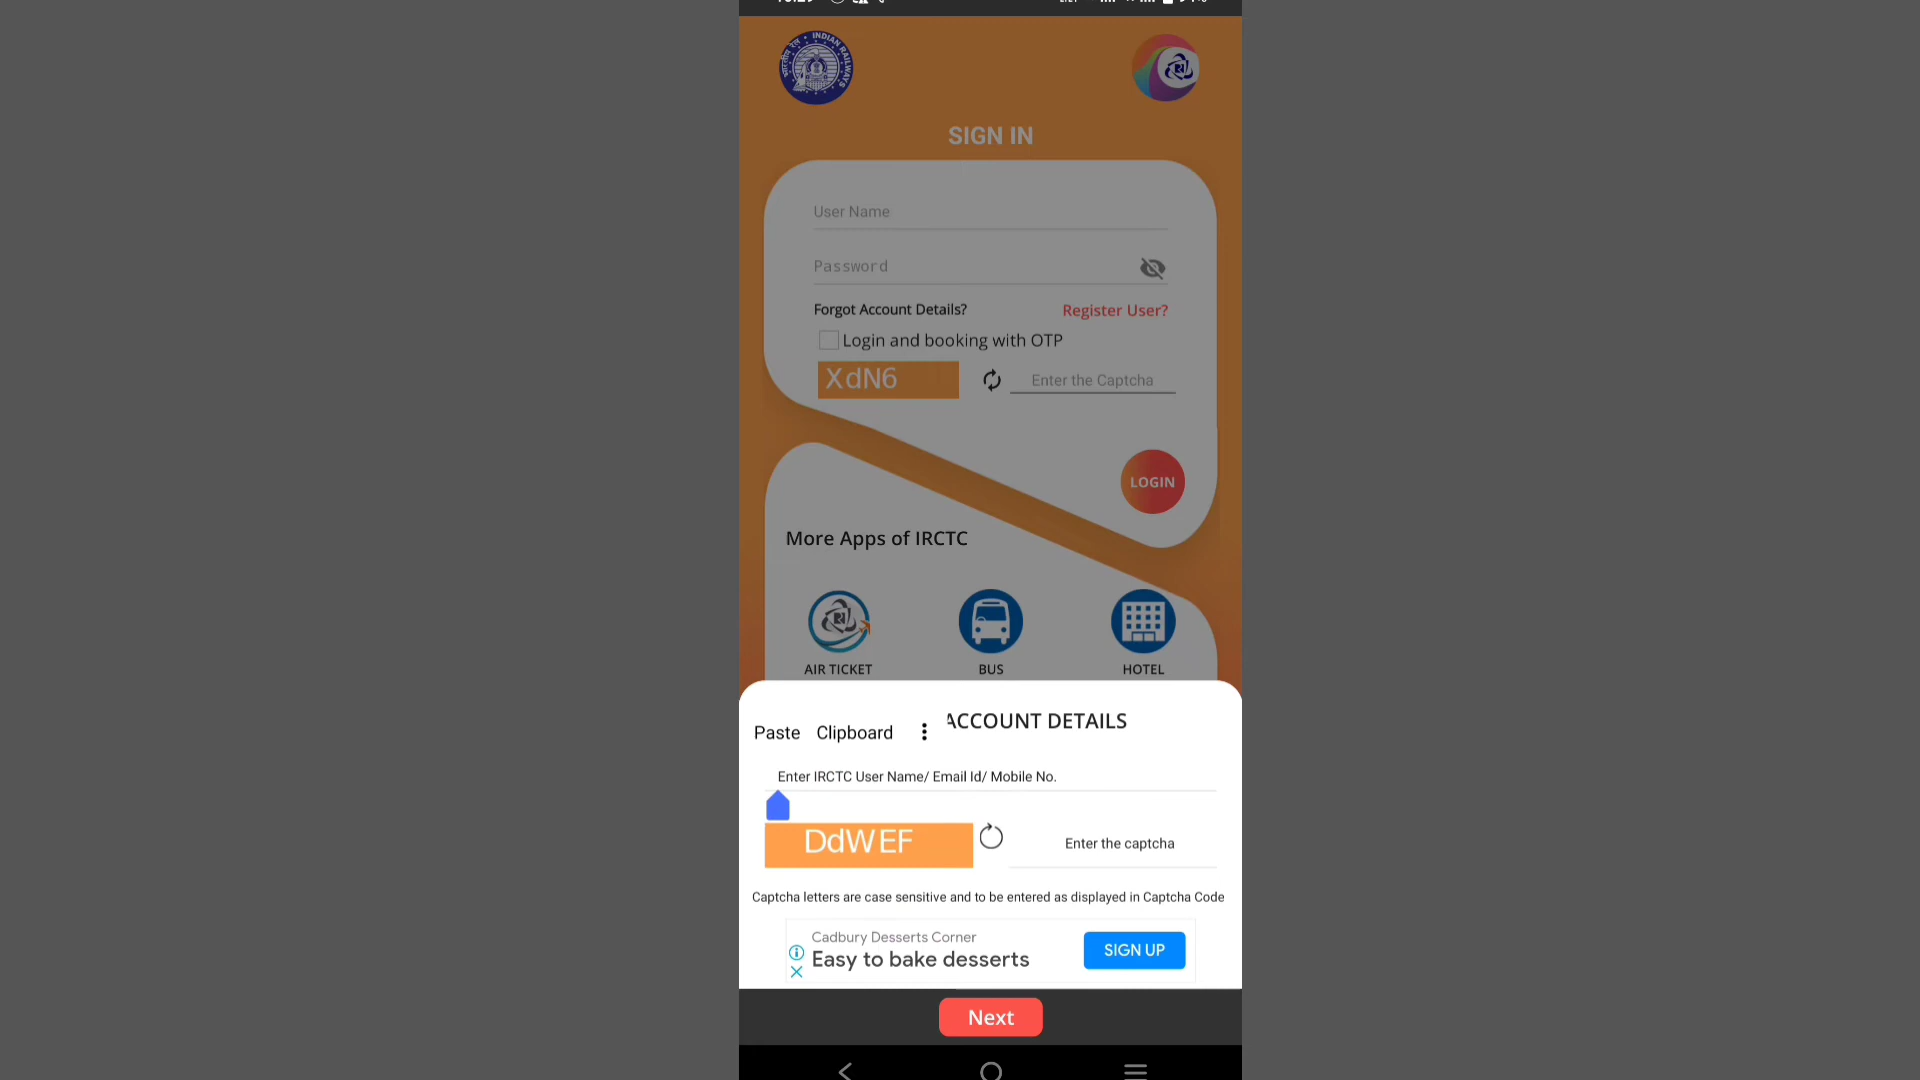 INDIAN RAILWAYS
भारतीय रेल
SIGN IN
User Name
Password
Forgot Account Details?
Register User?
Login and booking with OTP
XdN6
Enter the Captcha
LOGIN
More Apps of IRCTC
AIR TICKET
BUS
HOTEL
ACCOUNT DETAILS
Paste
Clipboard
Enter IRCTC User Name/ Email Id/ Mobile No.
DdWEF
Enter the captcha
Captcha letters are case sensitive and to be entered as displayed in Captcha Code
Cadbury Desserts Corner
Easy to bake desserts
SIGN UP
Next